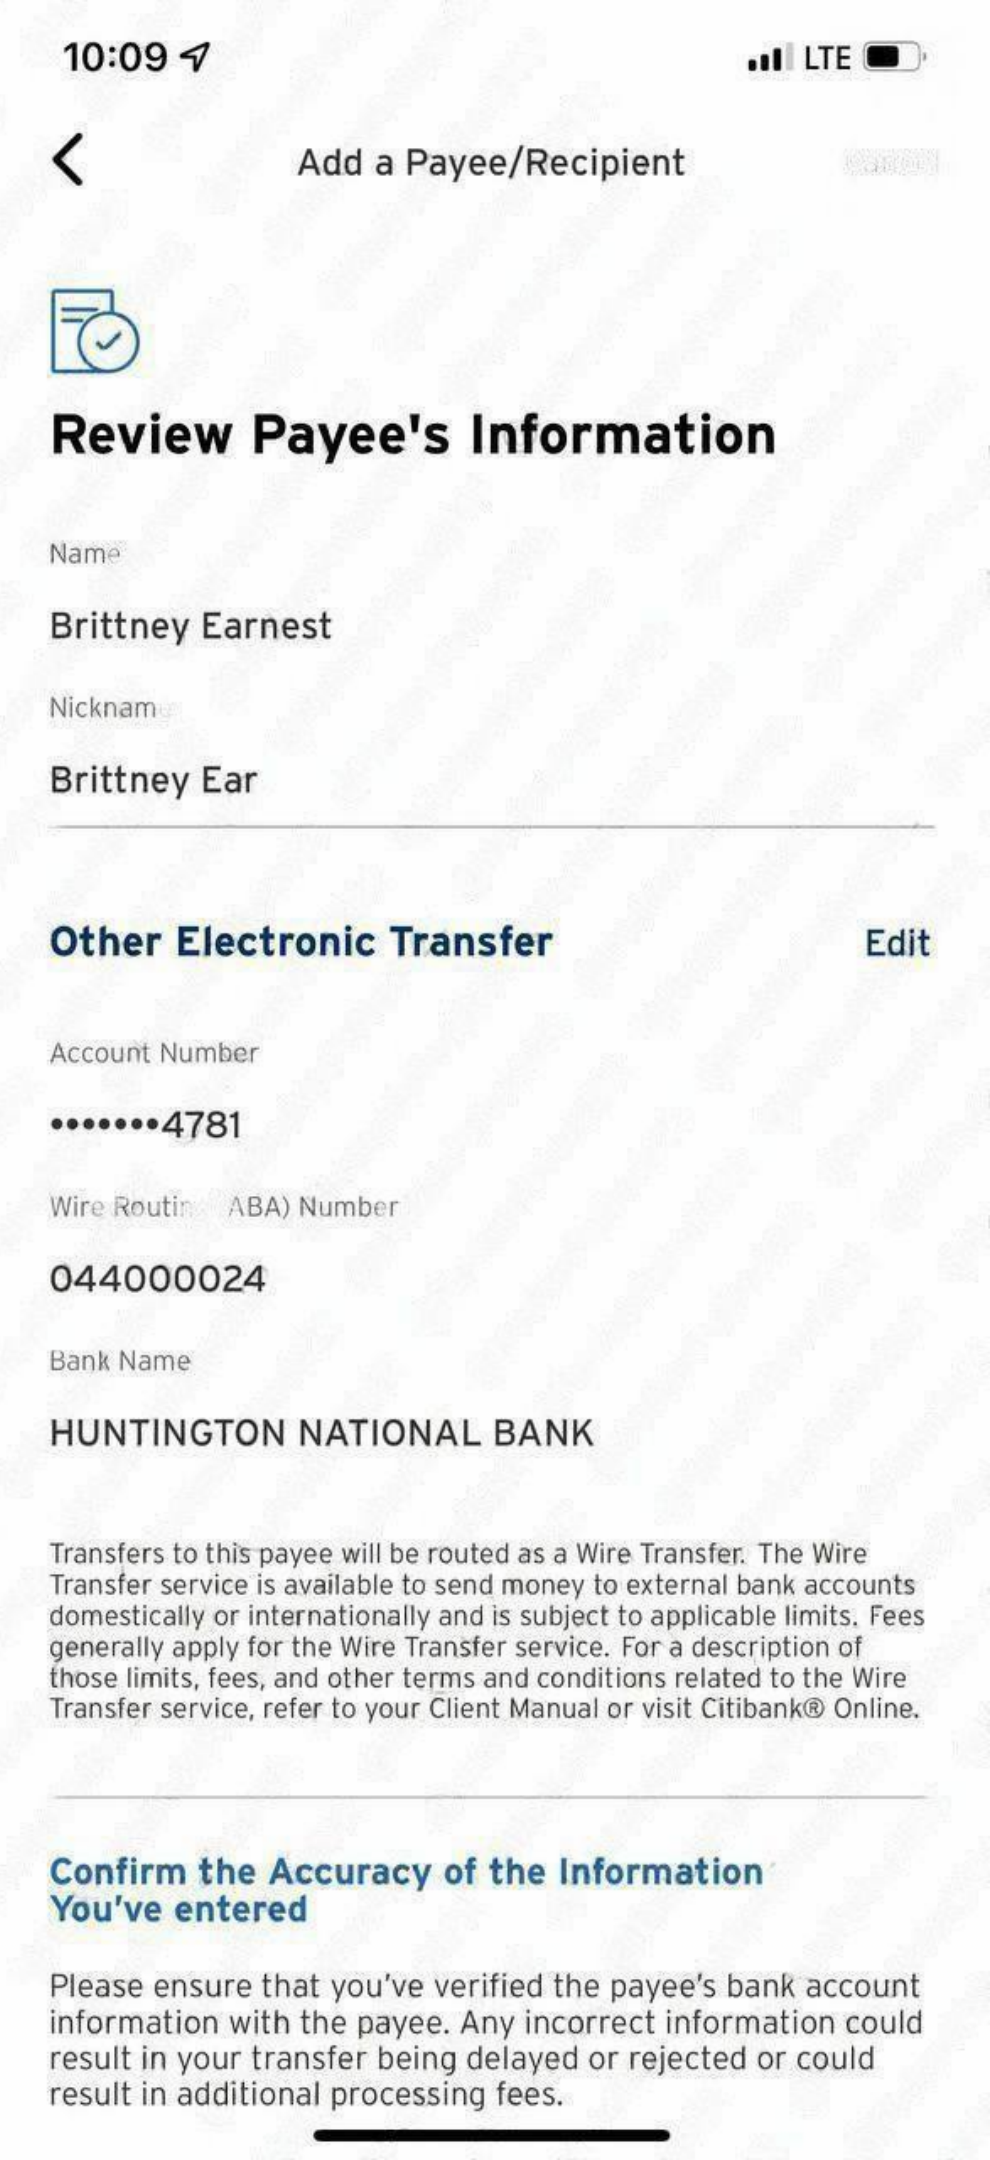 10:09
LTE
Add a Payee/Recipient
Review Payee's Information
Name
Brittney Earnest
Nicknam
Brittney Ear
Other Electronic Transfer
Edit
Account Number
•••••••4781
Wire Routin ABA) Number
044000024
Bank Name
HUNTINGTON NATIONAL BANK
Transfers to this payee will be routed as a Wire Transfer. The Wire
Transfer service is available to send money to external bank accounts
domestically or internationally and is subject to applicable limits. Fees
generally apply for the Wire Transfer service. For a description of
those limits, fees, and other terms and conditions related to the Wire
Transfer service, refer to your Client Manual or visit Citibank® Online.
Confirm the Accuracy of the Information
You've entered
Please ensure that you've verified the payee's bank account
information with the payee. Any incorrect information could
result in your transfer being delayed or rejected or could
result in additional processing fees.